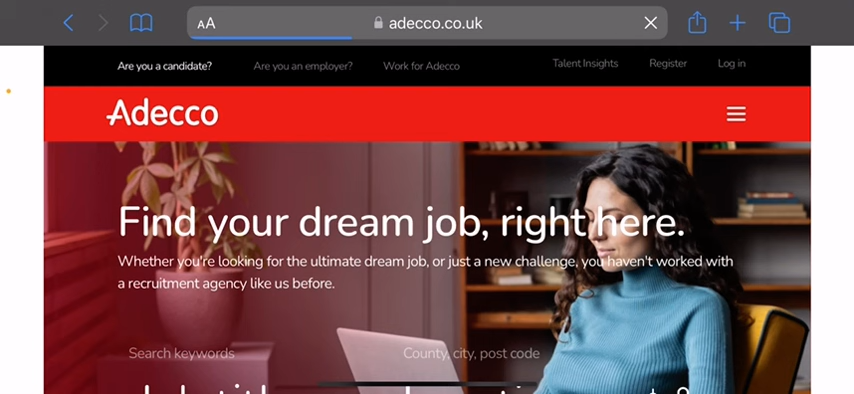 AA adecco.co.uk
Are you a candidate? Are you an employer? Work for Adecco Talent Insights Register Log in
Adecco
Find your dream job, right here.
Whether you're looking for the ultimate dream job, or just a new challenge, you haven't worked with
a recruitment agency like us before.
Search keywords County, city, post code